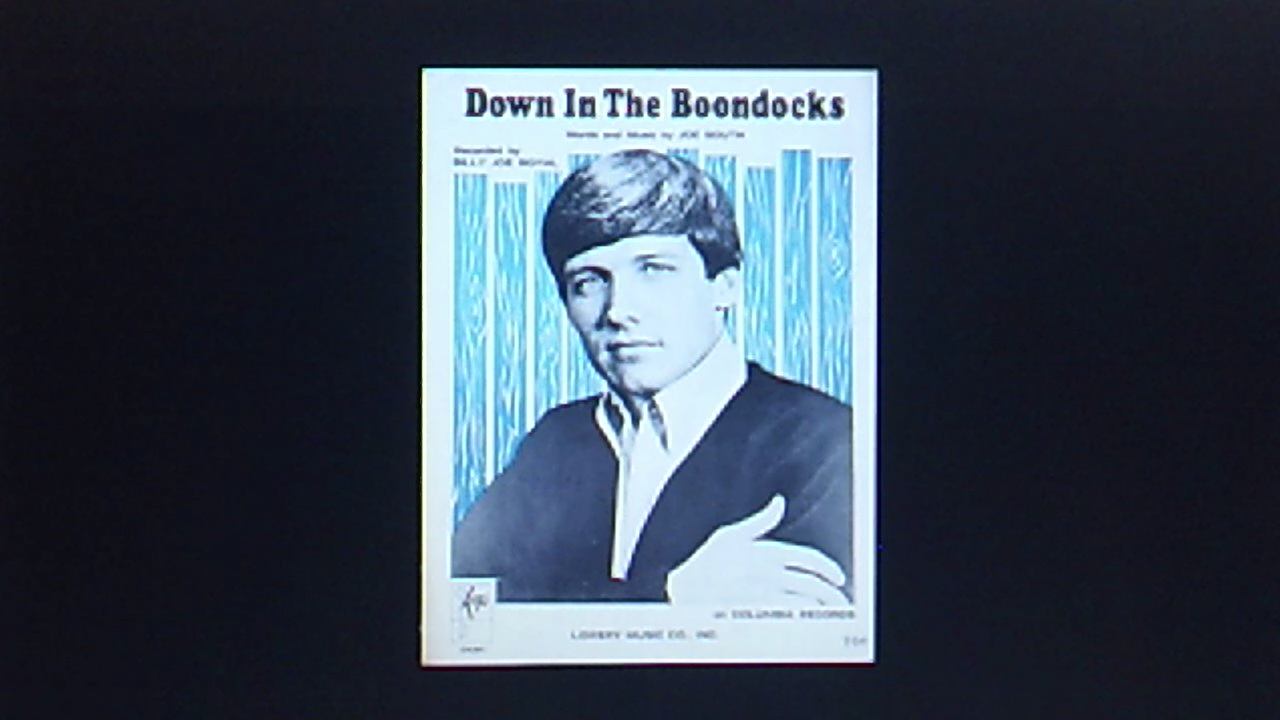 Down In The Boondocks
Words and Music by JOE SOUTH
Recorded by
BILLY JOE ROYAL
on COLUMBIA RECORDS
LOWERY MUSIC CO., INC.